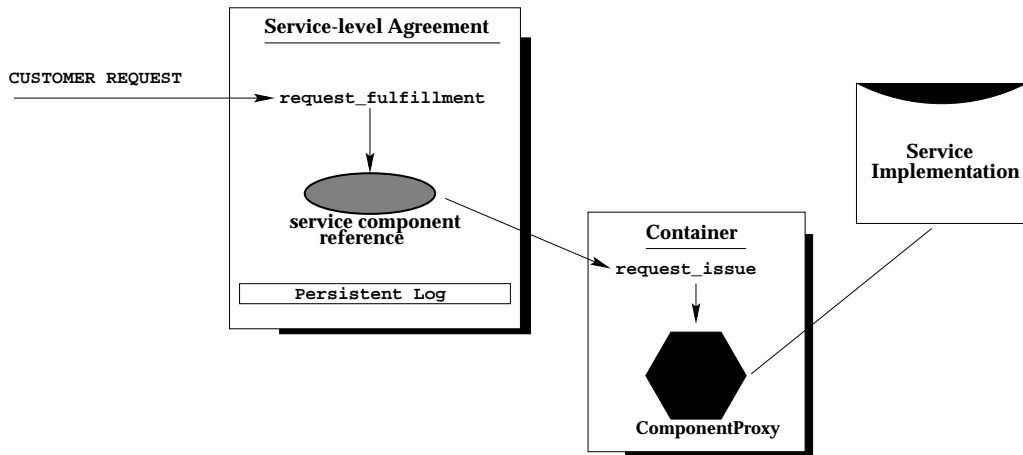 Service-level Agreement
CUSTOMER REQUEST
request_fulfillment
service component
reference
Persistent Log
Container
request_issue
ComponentProxy
Service
Implementation